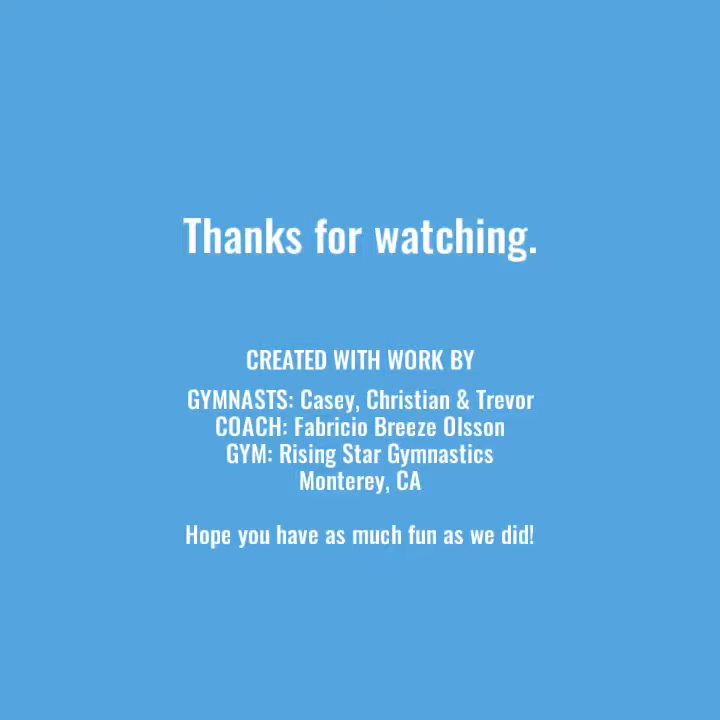 Thanks for watching.
CREATED WITH WORK BY
GYMNASTS: Casey, Christian & Trevor
COACH: Fabricio Breeze Olsson
GYM: Rising Star Gymnastics
Monterey, CA
Hope you have as much fun as we did!